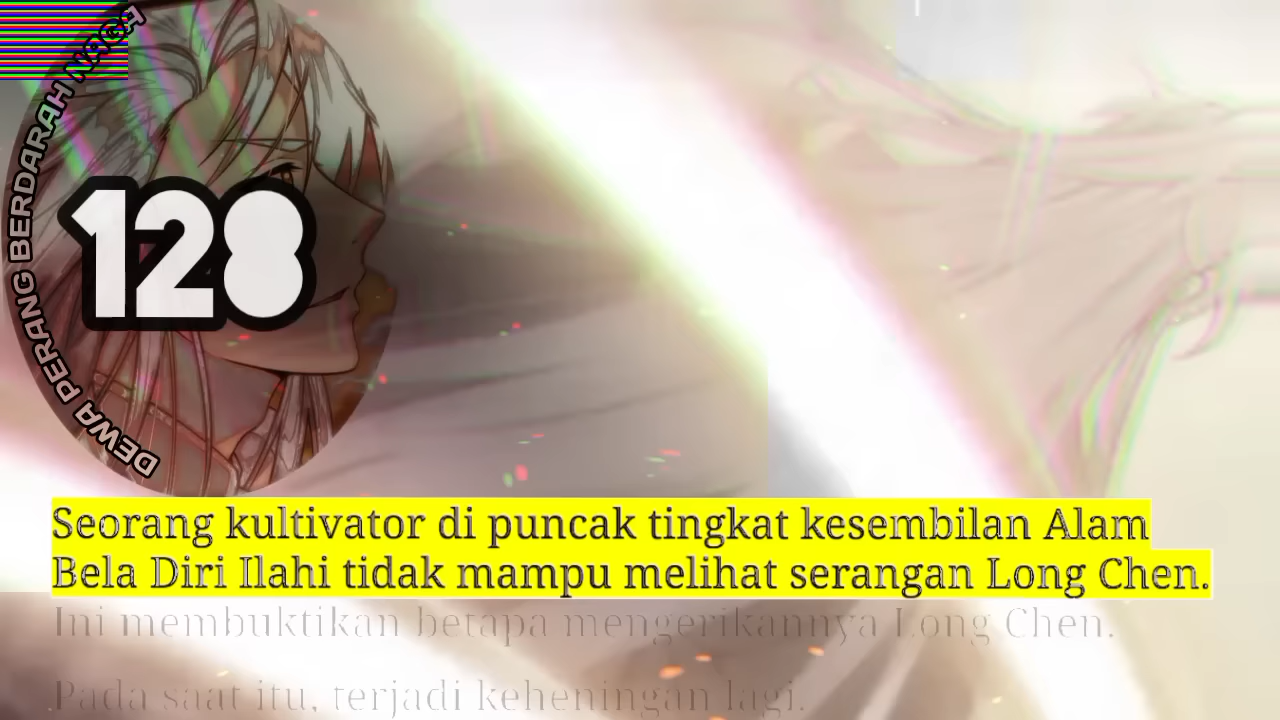 DEWA PERANG BERDARAH NAGA
128
Seorang kultivator di puncak tingkat kesembilan Alam
Bela Diri Ilahi tidak mampu melihat serangan Long Chen.
Ini membuktikan betapa mengerikannya Long Chen.
Pada saat itu, terjadi keheningan lagi.